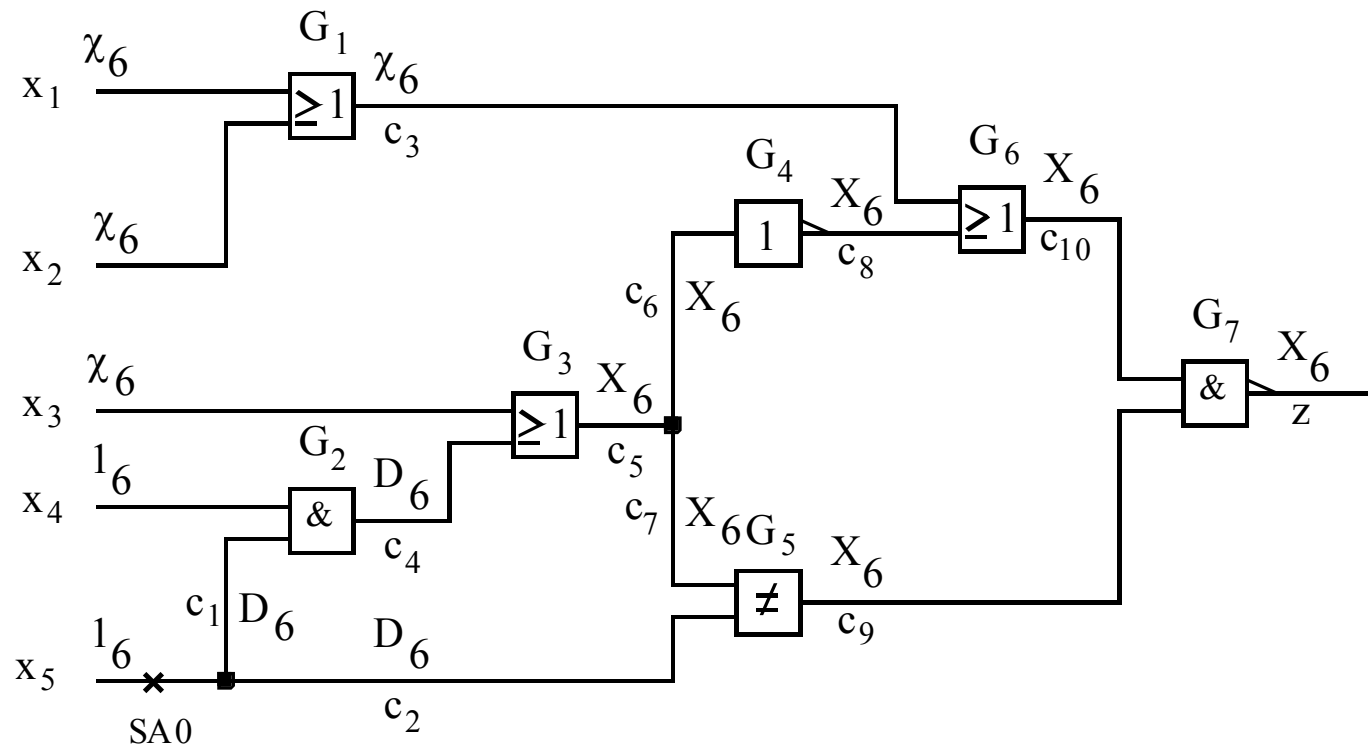 G₁
χ₆
χ₆
x₁
≥1
c₃
G₆
G₄
X₆
X₆
≥1
χ₆
1
c₈
c₁₀
x₂
c₆
X₆
G₇
G₃
X₆
χ₆
X₆
&
x₃
≥1
z
G₂
c₅
1₆
D₆
c₇
X₆
G₅
x₄
&
X₆
c₄
≠
c₁
D₆
c₉
1₆
D₆
x₅
c₂
SA0